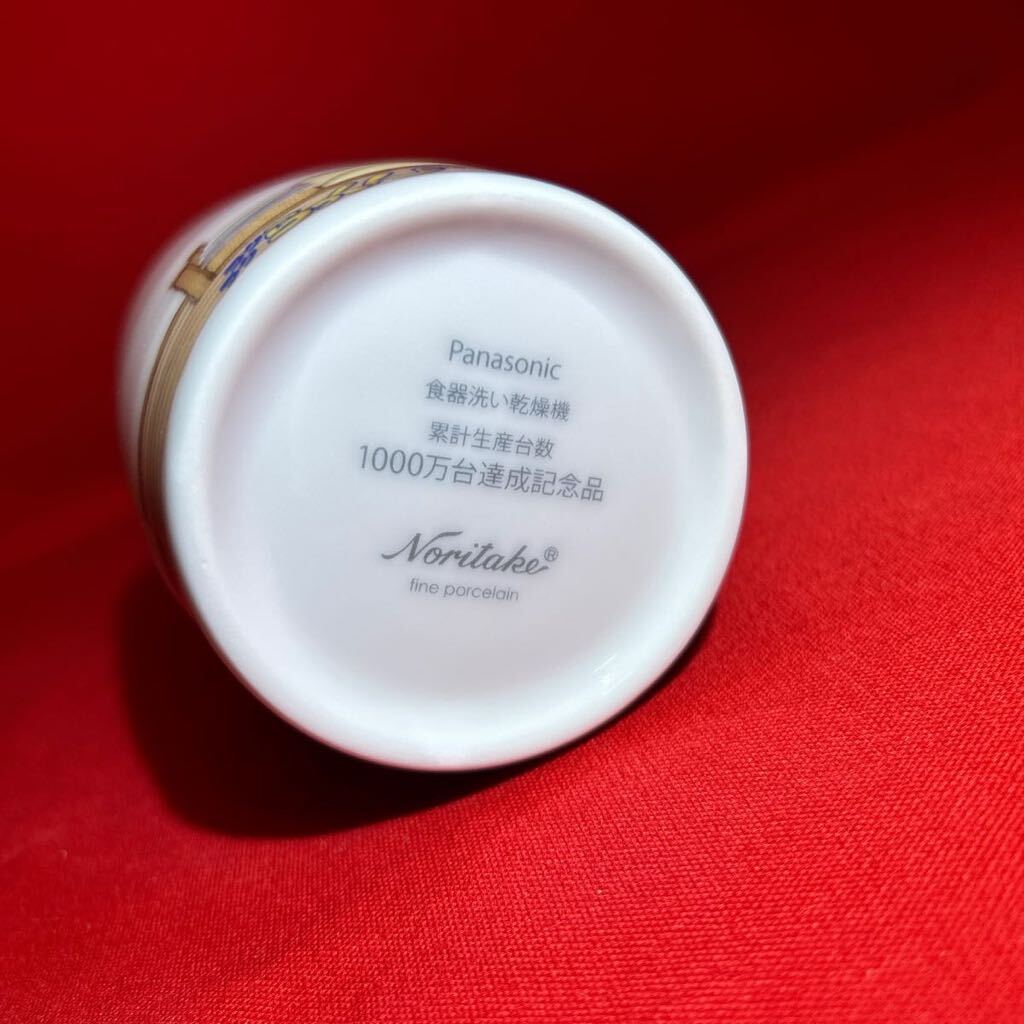 Panasonic
食器洗い乾燥機
累計生産台数
1000万台達成記念品
Noritake®
fine porcelain